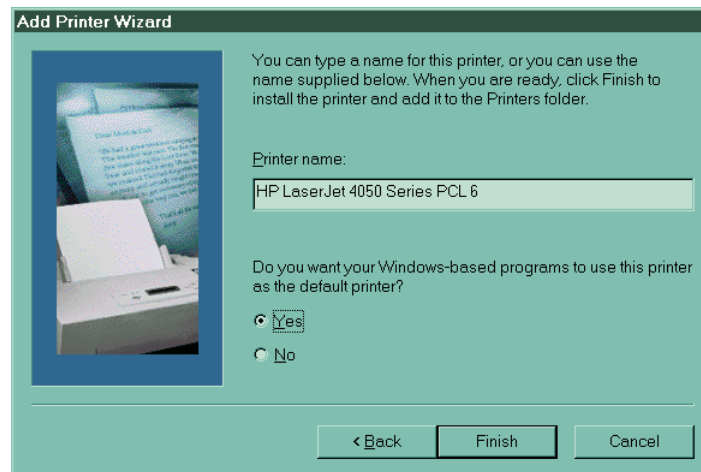 Add Printer Wizard
You can type a name for this printer, or you can use the
name supplied below. When you are ready, click Finish to
install the printer and add it to the Printers folder.
Printer name:
HP LaserJet 4050 Series PCL 6
Do you want your Windows-based programs to use this printer
as the default printer?
Yes
No
< Back
Finish
Cancel